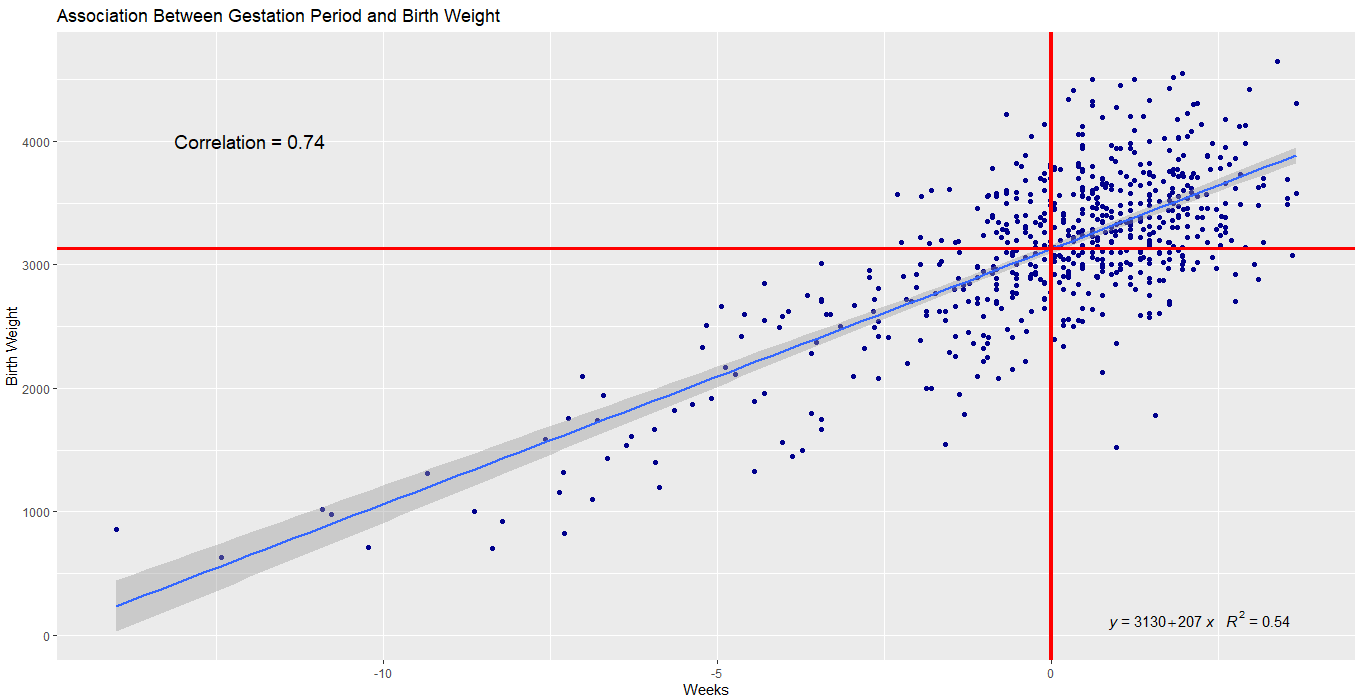 Association Between Gestation Period and Birth Weight
Correlation = 0.74
4000
3000
2000
1000
0
Birth Weight
y = 3130+207 x R² = 0.54
-10
-5
0
Weeks